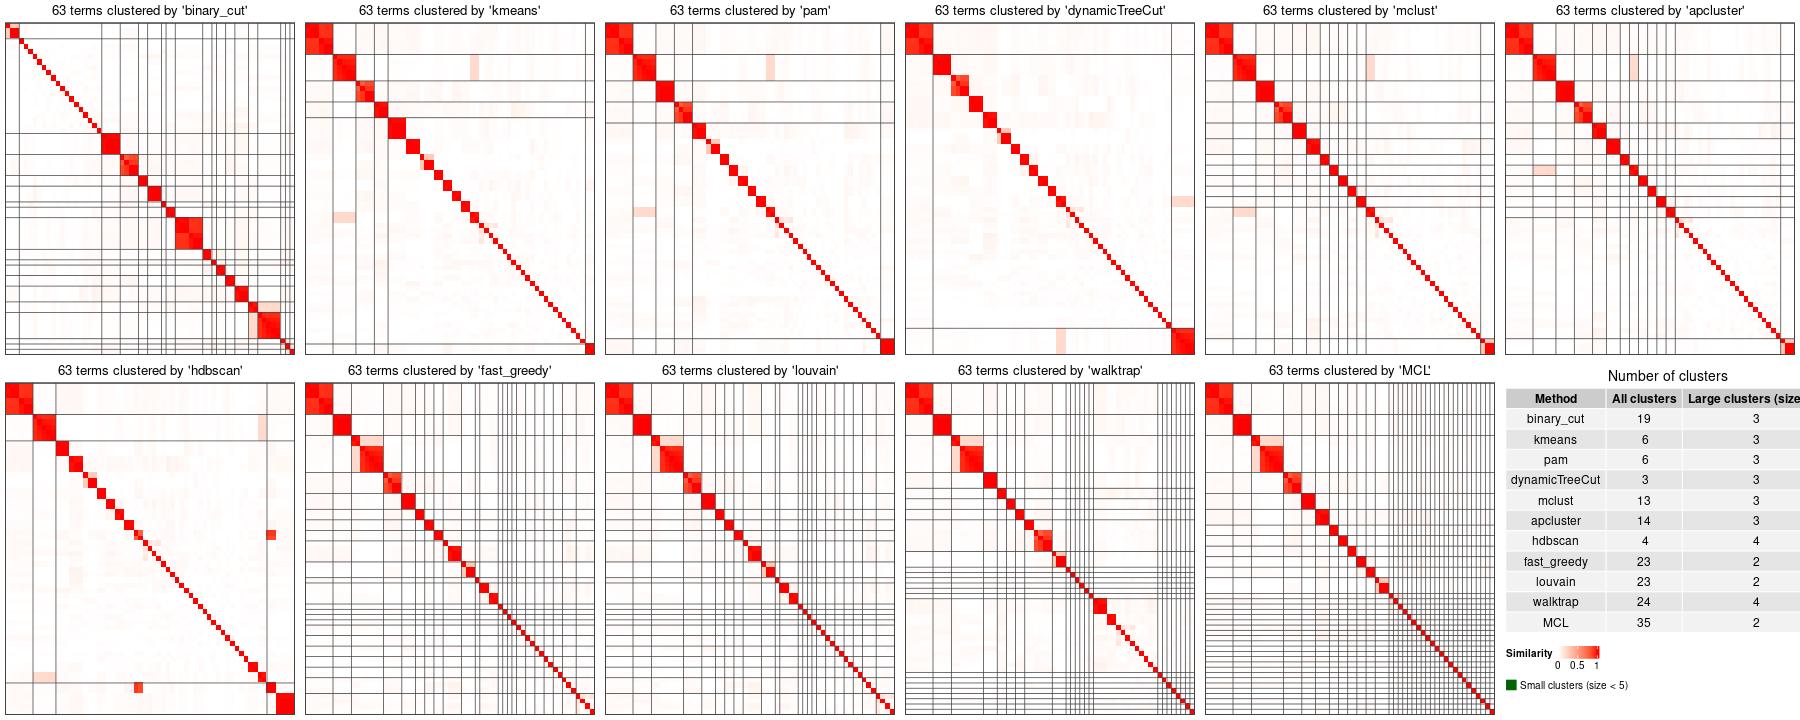 63 terms clustered by 'binary_cut'
63 terms clustered by 'kmeans'
63 terms clustered by 'pam'
63 terms clustered by 'dynamicTreeCut'
63 terms clustered by 'mclust'
63 terms clustered by 'apcluster'
63 terms clustered by 'hdbscan'
63 terms clustered by 'fast_greedy'
63 terms clustered by 'louvain'
63 terms clustered by 'walktrap'
63 terms clustered by 'MCL'
Number of clusters
Method All clusters Large clusters (size
binary_cut 19 3
kmeans 6 3
pam 6 3
dynamicTreeCut 3 3
mclust 13 3
apcluster 14 3
hdbscan 4 4
fast_greedy 23 2
louvain 23 2
walktrap 24 4
MCL 35 2
Similarity
0 0.5 1
Small clusters (size < 5)